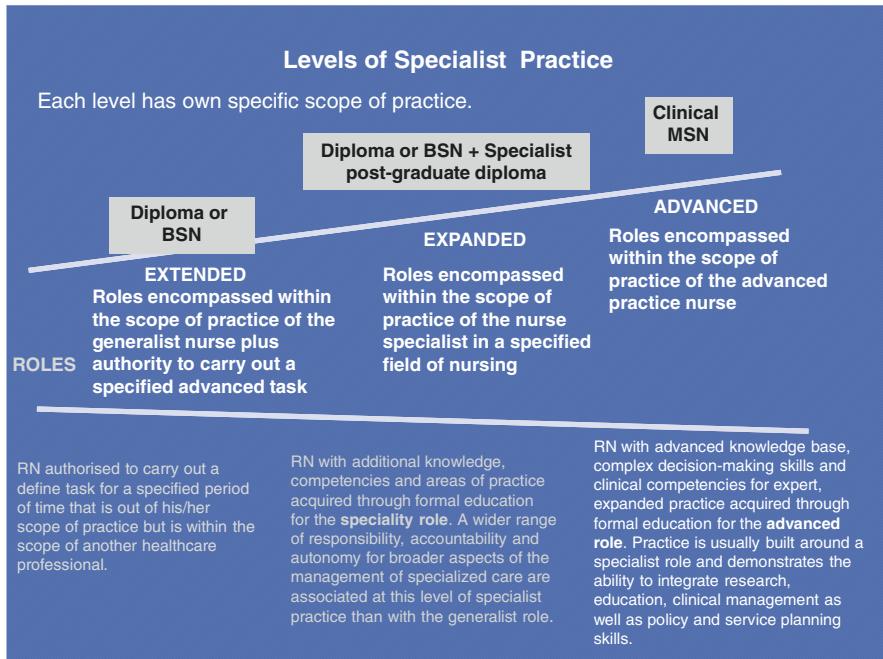 Levels of Specialist Practice
Each level has own specific scope of practice.
Diploma or
BSN
Diploma or BSN + Specialist
post-graduate diploma
Clinical
MSN
ROLES
EXTENDED
Roles encompassed within
the scope of practice of the
generalist nurse plus
authority to carry out a
specified advanced task
EXPANDED
Roles encompassed
within the scope of
practice of the nurse
specialist in a specified
field of nursing
ADVANCED
Roles encompassed
within the scope of
practice of the advanced
practice nurse
RN authorised to carry out a
define task for a specified period
of time that is out of his/her
scope of practice but is within the
scope of another healthcare
professional.
RN with additional knowledge,
competencies and areas of practice
acquired through formal education
for the speciality role. A wider range
of responsibility, accountability and
autonomy for broader aspects of the
management of specialized care are
associated at this level of specialist
practice than with the generalist role.
RN with advanced knowledge base,
complex decision-making skills and
clinical competencies for expert,
expanded practice acquired through
formal education for the advanced
role. Practice is usually built around a
specialist role and demonstrates the
ability to integrate research,
education, clinical management as
well as policy and service planning
skills.